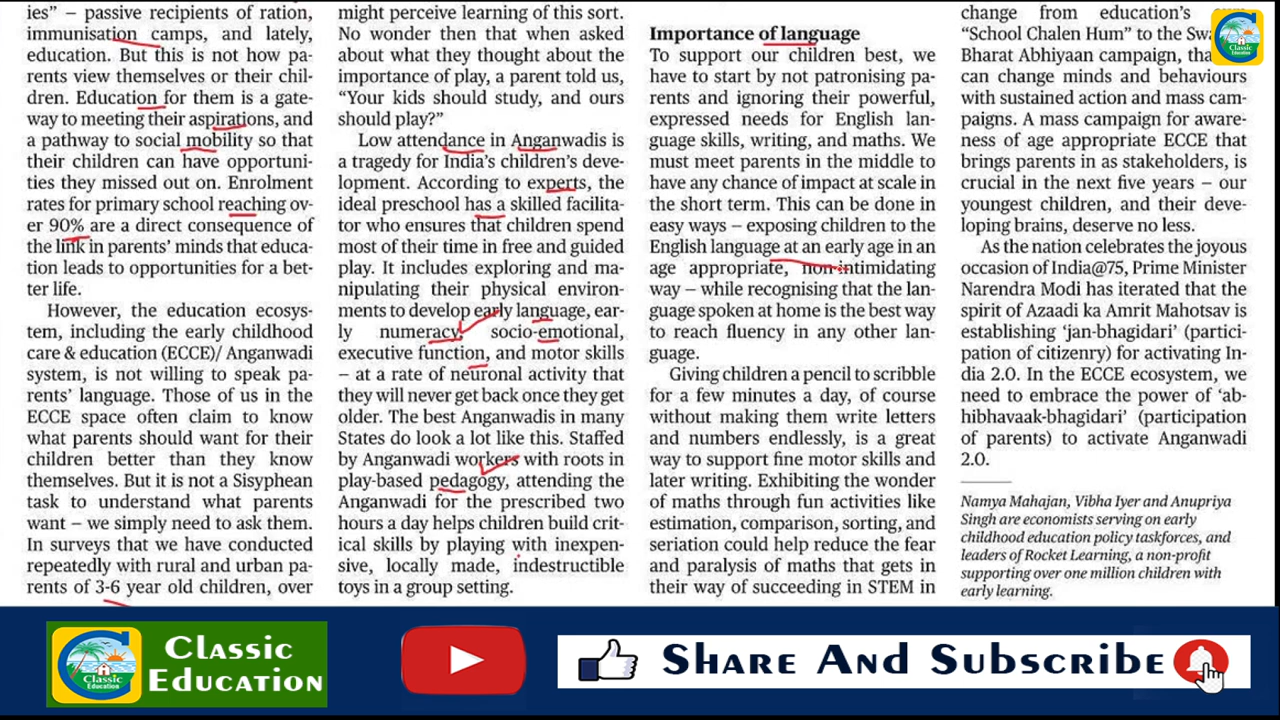 ies” – passive recipients of ration,
immunisation camps, and lately,
education. But this is not how pa-
rents view themselves or their chil-
dren. Education for them is a gate-
way to meeting their aspirations, and
a pathway to social mobility so that
their children can have opportuni-
ties they missed out on. Enrolment
rates for primary school reaching ov-
er 90% are a direct consequence of
the link in parents’ minds that educa-
tion leads to opportunities for a bet-
ter life.
However, the education ecosys-
tem, including the early childhood
care & education (ECCE)/ Anganwadi
system, is not willing to speak pa-
rents’ language. Those of us in the
ECCE space often claim to know
what parents should want for their
children better than they know
themselves. But it is not a Sisyphean
task to understand what parents
want – we simply need to ask them.
In surveys that we have conducted
repeatedly with rural and urban pa-
rents of 3-6 year old children, over
might perceive learning of this sort.
No wonder then that when asked
about what they thought about the
importance of play, a parent told us,
“Your kids should study, and ours
should play?”
Low attendance in Anganwadis is
a tragedy for India’s children’s deve-
lopment. According to experts, the
ideal preschool has a skilled facilita-
tor who ensures that children spend
most of their time in free and guided
play. It includes exploring and ma-
nipulating their physical environ-
ments to develop early language, ear-
ly numeracy, socio-emotional,
executive function, and motor skills
– at a rate of neuronal activity that
they will never get back once they get
older. The best Anganwadis in many
States do look a lot like this. Staffed
by Anganwadi workers with roots in
play-based pedagogy, attending the
Anganwadi for the prescribed two
hours a day helps children build crit-
ical skills by playing with inexpen-
sive, locally made, indestructible
toys in a group setting.
Importance of language
To support our children best, we
have to start by not patronising pa-
rents and ignoring their powerful,
expressed needs for English lan-
guage skills, writing, and maths. We
must meet parents in the middle to
have any chance of impact at scale in
the short term. This can be done in
easy ways – exposing children to the
English language at an early age in an
age appropriate, non-intimidating
way – while recognising that the lan-
guage spoken at home is the best way
to reach fluency in any other lan-
guage.
Giving children a pencil to scribble
for a few minutes a day, of course
without making them write letters
and numbers endlessly, is a great
way to support fine motor skills and
later writing. Exhibiting the wonder
of maths through fun activities like
estimation, comparison, sorting, and
seriation could help reduce the fear
and paralysis of maths that gets in
their way of succeeding in STEM in
change from education’s
“School Chalen Hum” to the
Bharat Abhiyaan campaign,
can change minds and behaviours
with sustained action and mass cam-
paigns. A mass campaign for aware-
ness of age appropriate ECCE that
brings parents in as stakeholders, is
crucial in the next five years – our
youngest children, and their deve-
loping brains, deserve no less.
As the nation celebrates the joyous
occasion of India@75, Prime Minister
Narendra Modi has iterated that the
spirit of Azaadi ka Amrit Mahotsav is
establishing ‘jan-bhagidari’ (partici-
pation of citizenry) for activating In-
dia 2.0. In the ECCE ecosystem, we
need to embrace the power of ‘ab-
hibhavaak-bhagidari’ (participation
of parents) to activate Anganwadi
2.0.
Namya Mahajan, Vibha Iyer and Anupriya
Singh are economists serving on early
childhood education policy taskforces, and
leaders of Rocket Learning, a non-profit
supporting over one million children with
early learning.
Classic
Education
Classic
Education
Classic
Education
Share And Subscribe